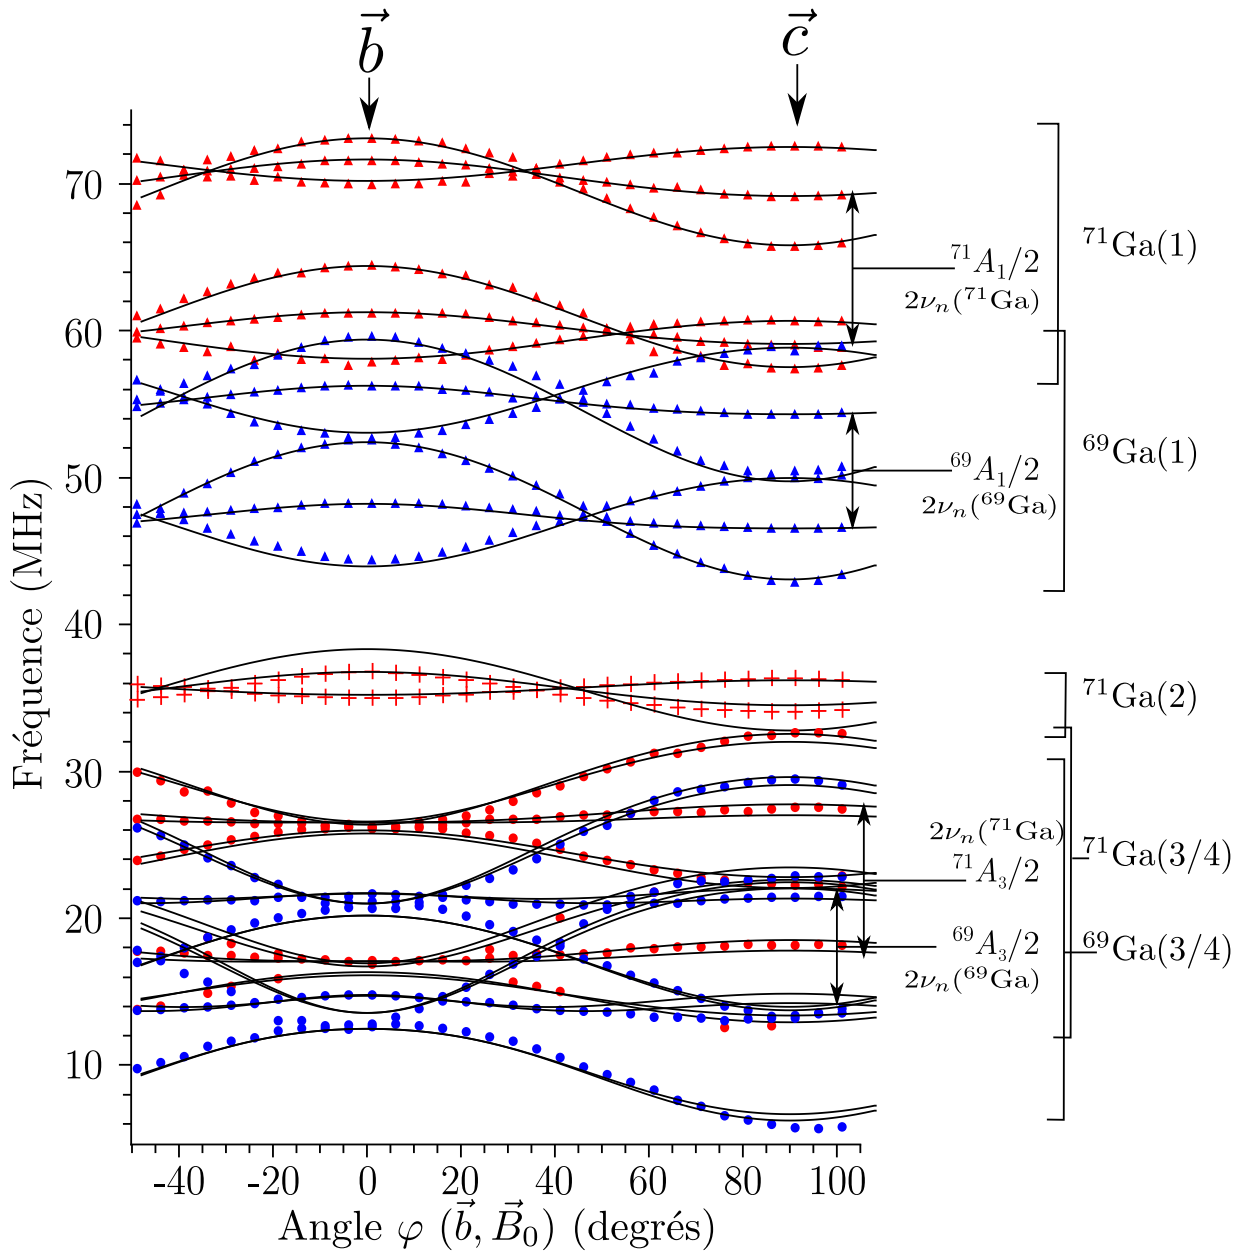 b⃗ c⃗
70
60
50
40
30
20
10
Fréquence (MHz)
-40 -20 0 20 40 60 80 100
Angle φ (b⃗, B⃗₀) (degrés)
⁷¹A₁/2
2νₙ(⁷¹Ga)
⁷¹Ga(1)
⁶⁹A₁/2
2νₙ(⁶⁹Ga)
⁶⁹Ga(1)
⁷¹Ga(2)
2νₙ(⁷¹Ga)
⁷¹A₃/2
⁷¹Ga(3/4)
⁶⁹A₃/2
2νₙ(⁶⁹Ga)
⁶⁹Ga(3/4)